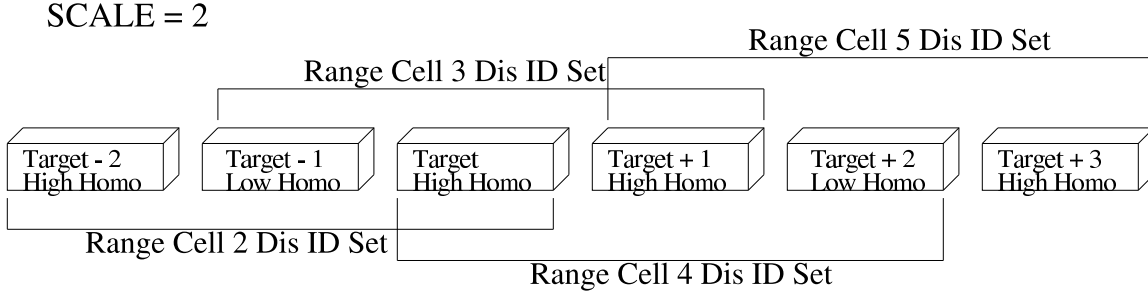 SCALE = 2
Range Cell 5 Dis ID Set
Range Cell 3 Dis ID Set
Target - 2
High Homo
Target - 1
Low Homo
Target
High Homo
Target + 1
High Homo
Target + 2
Low Homo
Target + 3
High Homo
Range Cell 2 Dis ID Set
Range Cell 4 Dis ID Set